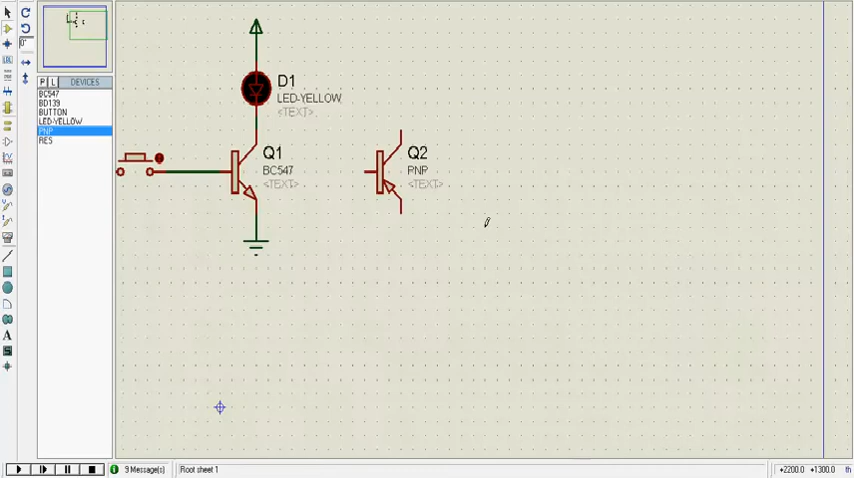 0°
P L DEVICES
BC547
BD139
BUTTON
LED-YELLOW
PNP
RES
D1
LED-YELLOW
<TEXT>
Q1
BC547
<TEXT>
Q2
PNP
<TEXT>
A
9 Message(s)
Root sheet 1
+2200.0 +1300.0 th